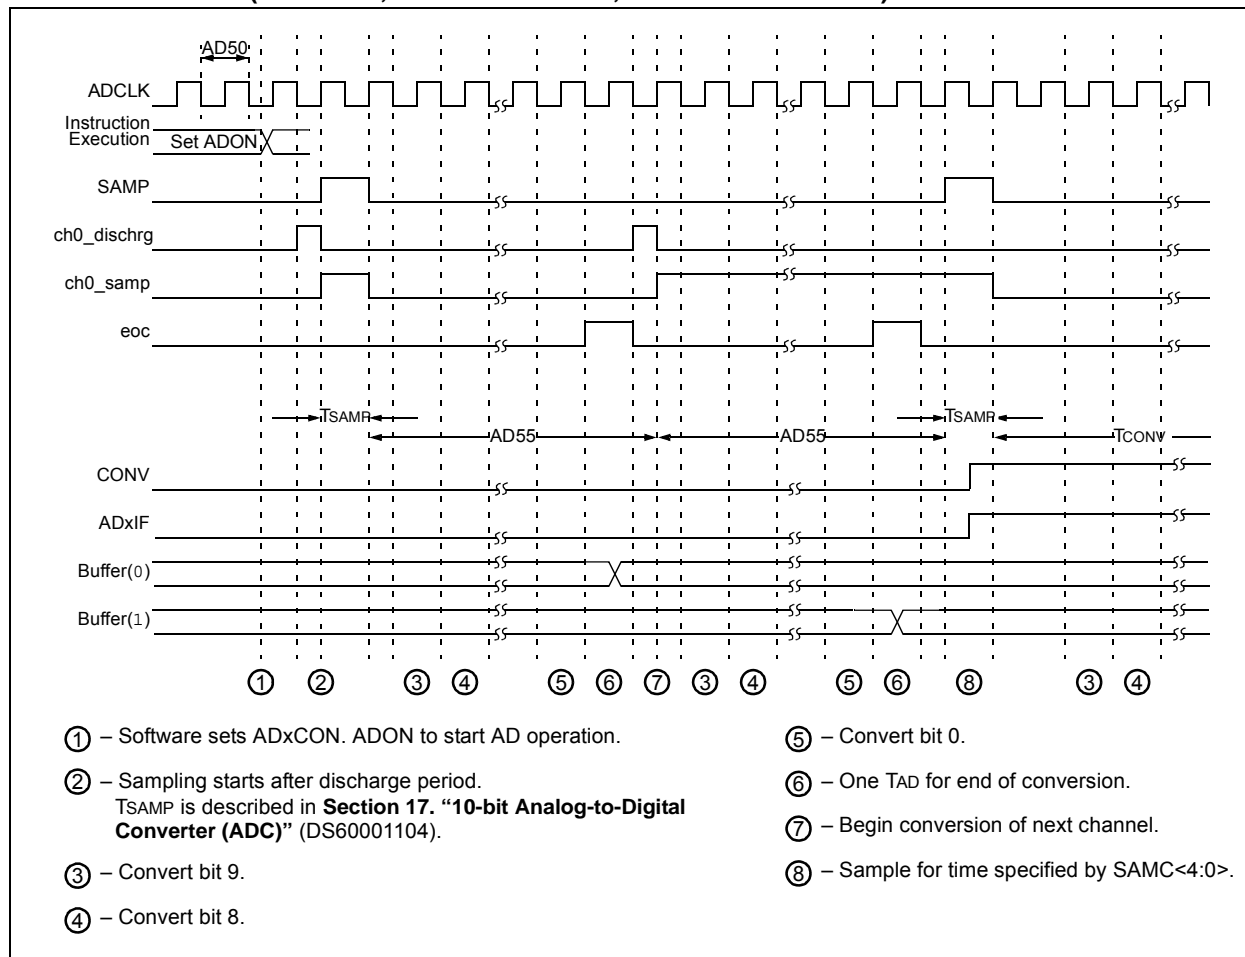 AD50
ADCLK
Instruction
Execution
Set ADON
SAMP
ch0_dischrg
ch0_samp
eoc
TSAMP
TSAMP
AD55
AD55
TCONV
CONV
ADxIF
Buffer(0)
Buffer(1)
1 2 3 4 5 6 7 3 4 5 6 8 3 4
1 – Software sets ADxCON. ADON to start AD operation.
2 – Sampling starts after discharge period.
TSAMP is described in Section 17. “10-bit Analog-to-Digital
Converter (ADC)” (DS60001104).
3 – Convert bit 9.
4 – Convert bit 8.
5 – Convert bit 0.
6 – One TAD for end of conversion.
7 – Begin conversion of next channel.
8 – Sample for time specified by SAMC<4:0>.